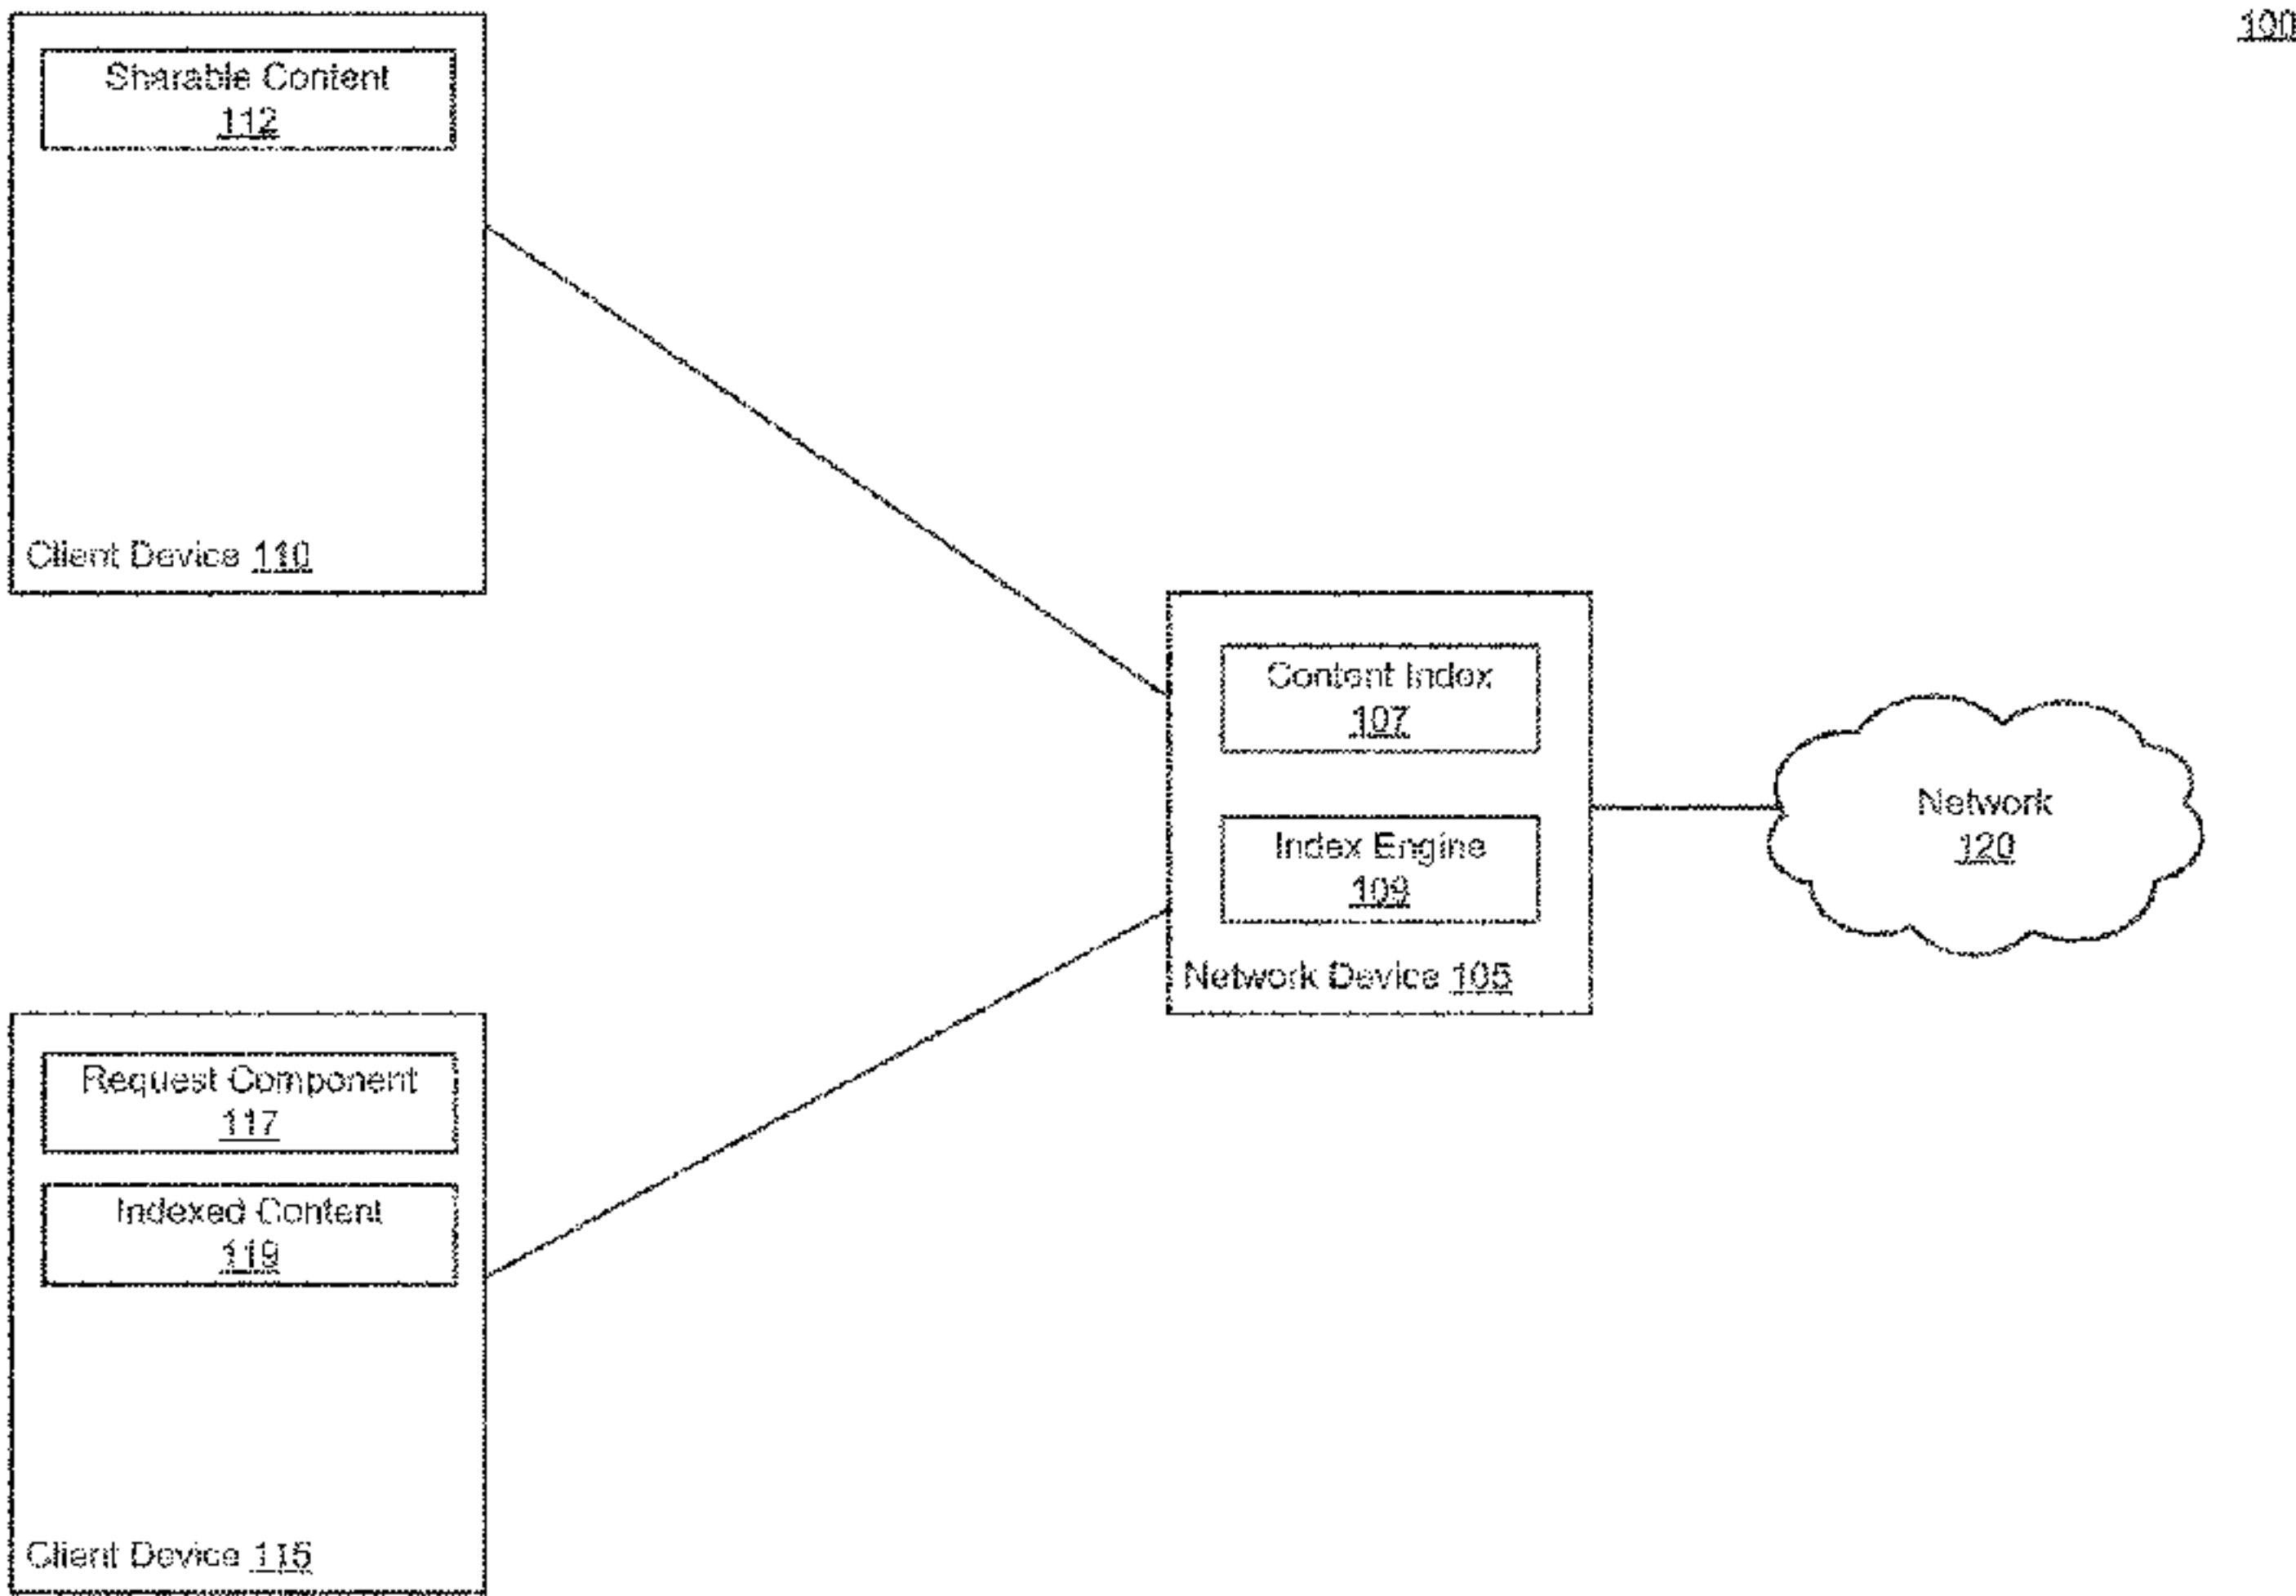 100
Sharable Content
112
Client Device 110
Content Index
107
Index Engine
109
Network Device 105
Network
120
Request Component
117
Indexed Content
119
Client Device 115